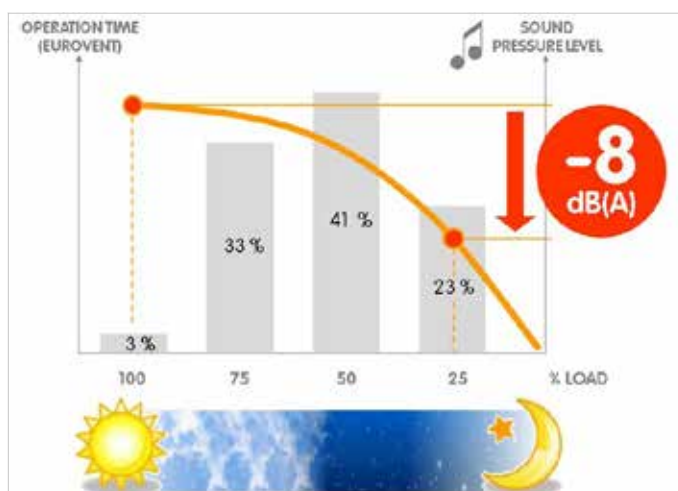 OPERATION TIME
(EUROVENT)
SOUND
PRESSURE LEVEL
-8
dB(A)
41 %
33 %
23 %
3 %
100 75 50 25 % LOAD